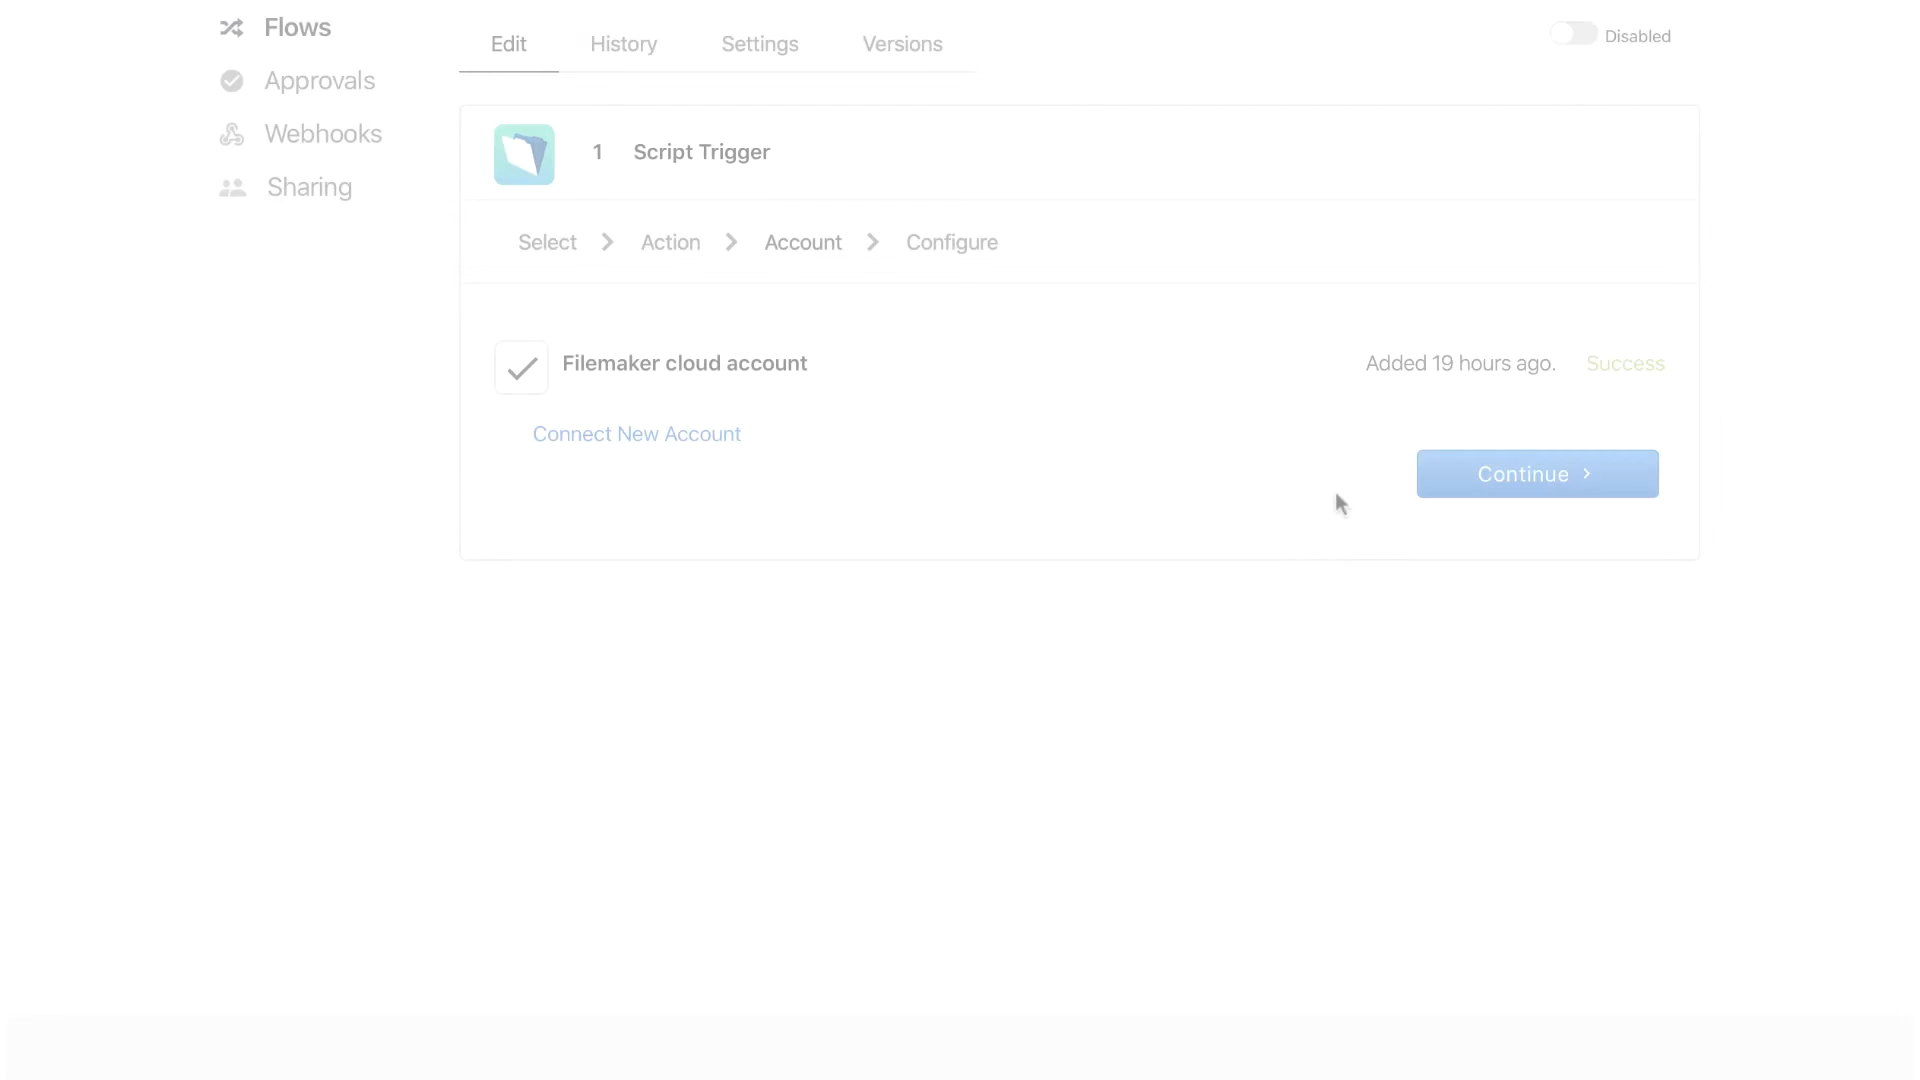 Flows
Approvals
Webhooks
Sharing
Edit History Settings Versions
Disabled
1 Script Trigger
Select Action Account Configure
Filemaker cloud account
Added 19 hours ago. Success
Connect New Account
Continue